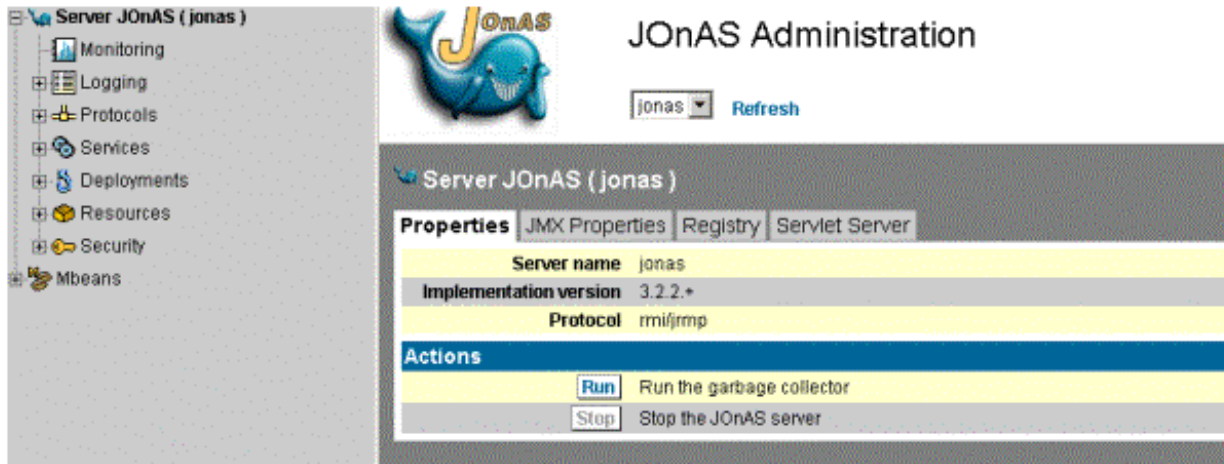 Server JOnAS ( jonas )
Monitoring
Logging
Protocols
Services
Deployments
Resources
Security
Mbeans
JOnAS
JOnAS Administration
jonas Refresh
Server JOnAS ( jonas )
Properties JMX Properties Registry Servlet Server
Server name jonas
Implementation version 3.2.2.+
Protocol rmi/jrmp
Actions
Run Run the garbage collector
Stop Stop the JOnAS server